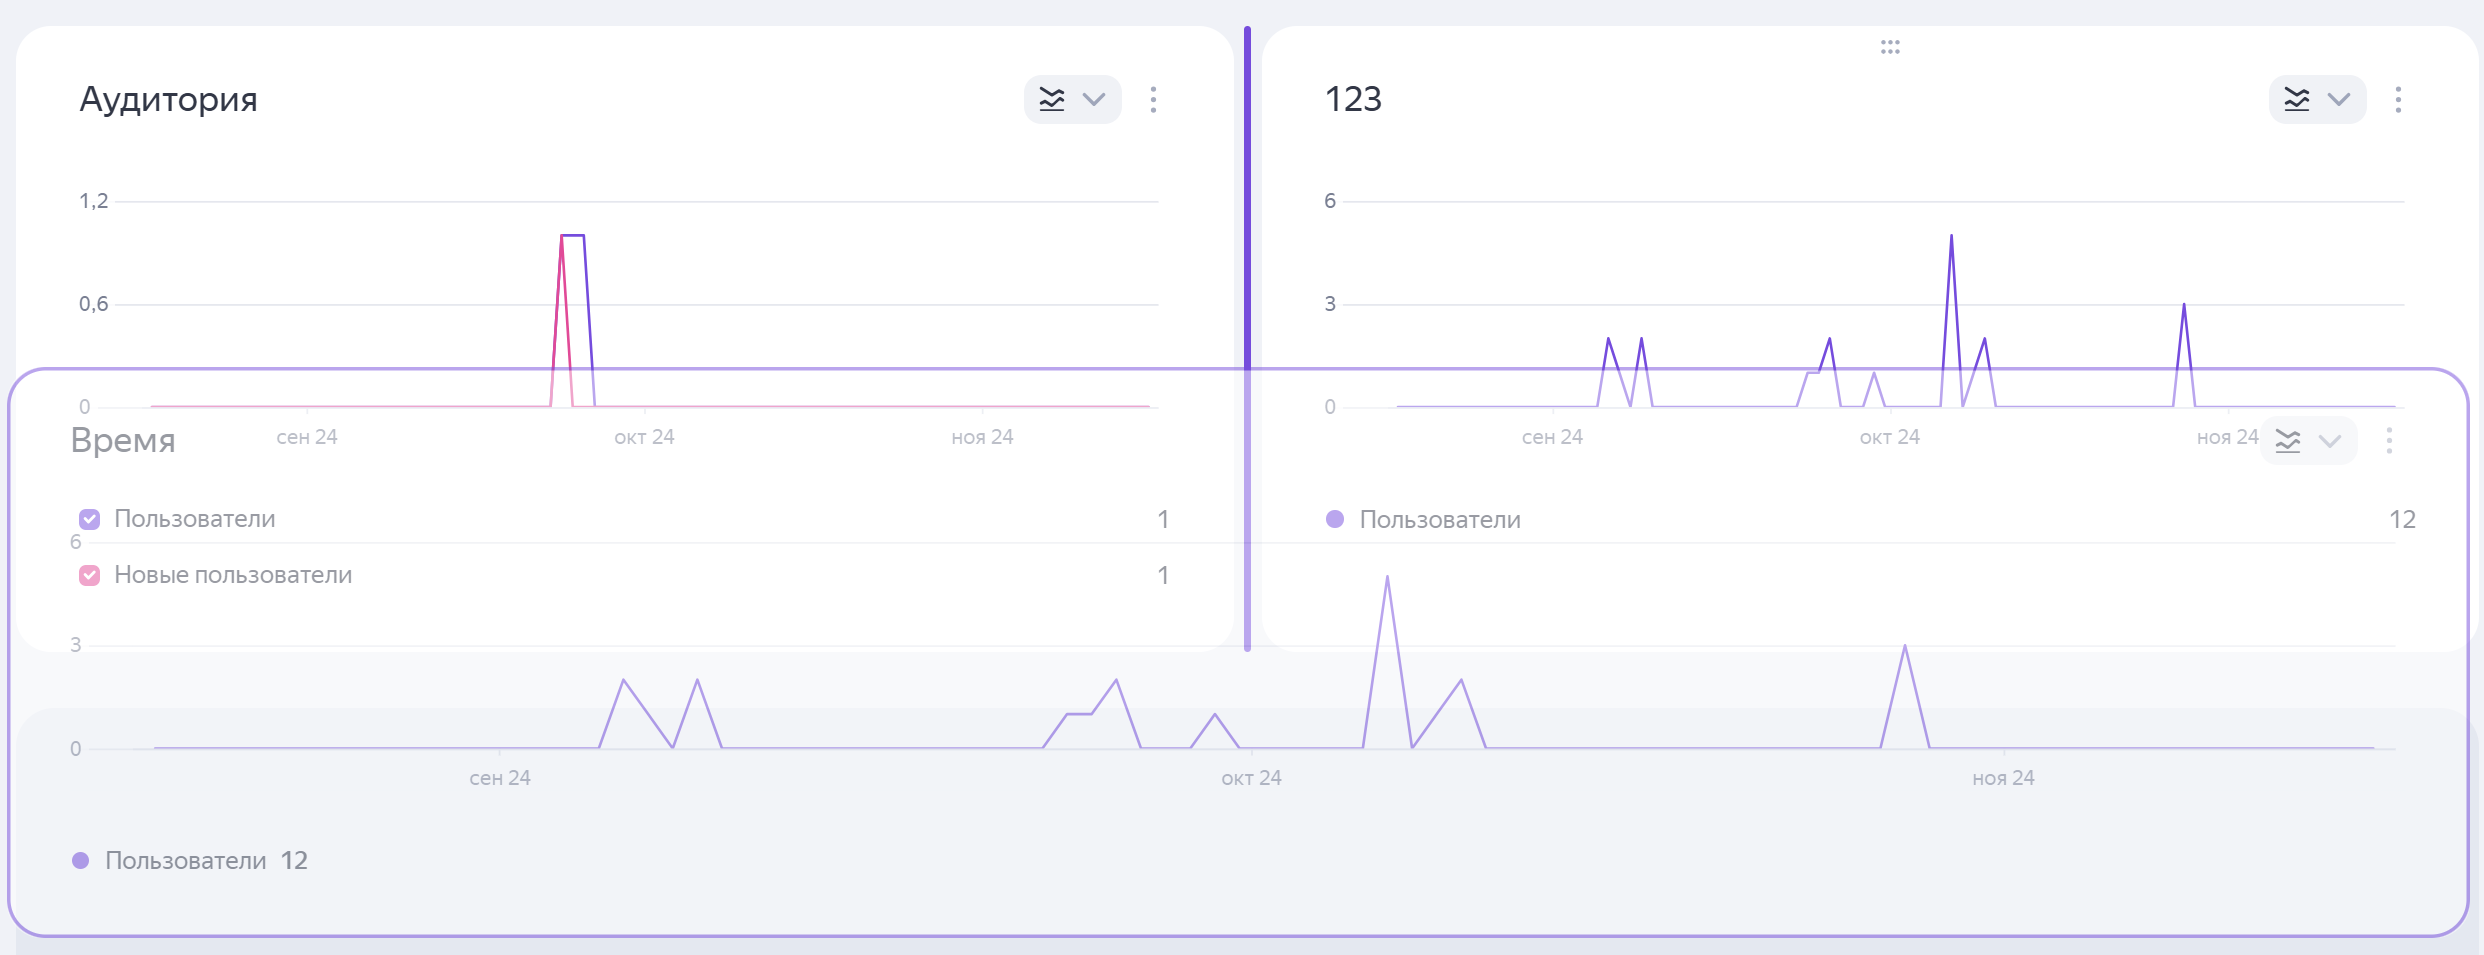 Аудитория
1,2
0,6
0
сен 24 окт 24 ноя 24
Пользователи 1
Новые пользователи 1
123
6
3
0
сен 24 окт 24 ноя 24
Пользователи 12
Время
6
3
0
сен 24 окт 24 ноя 24
Пользователи 12